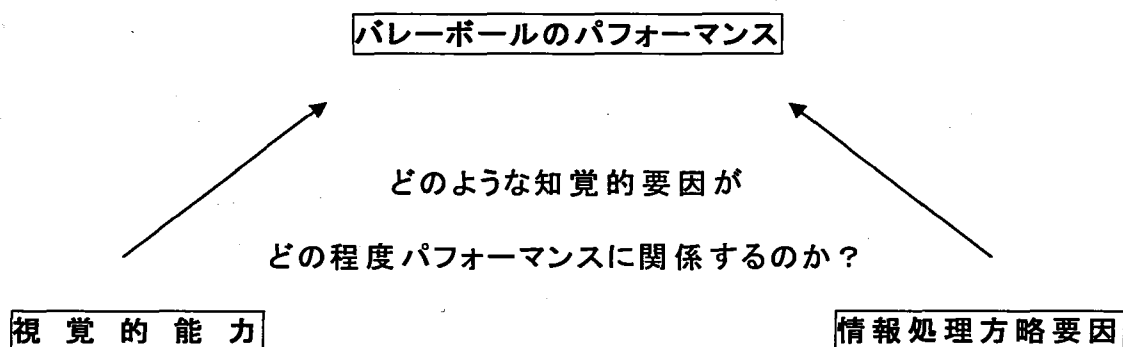 バレーボールのパフォーマンス
どのような知覚的要因が
どの程度パフォーマンスに関係するのか？
視覚的能力
情報処理方略要因